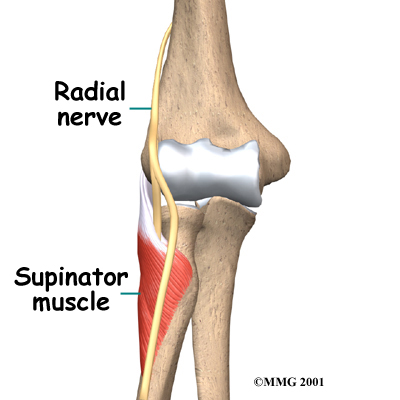 Radial
nerve
Supinator
muscle
©MMG 2001